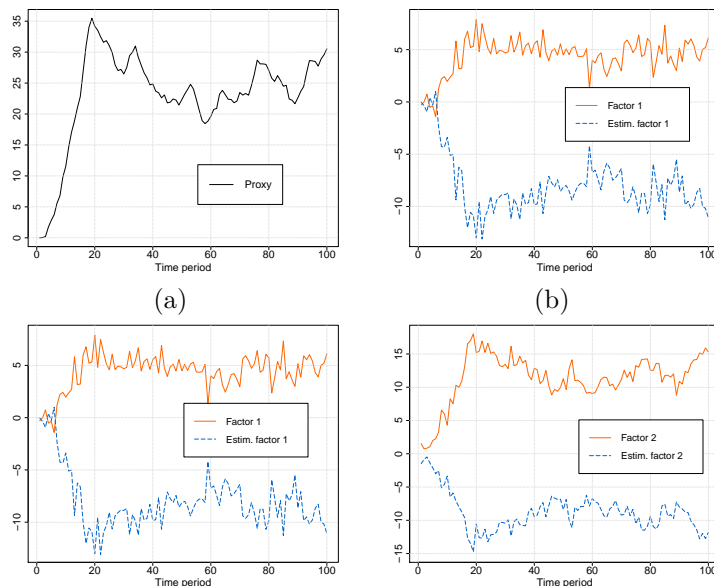 35
30
25
20
15
10
5
0
Proxy
0 20 40 60 80 100
Time period
(a)
5
0
−5
−10
Factor 1
Estim. factor 1
0 20 40 60 80 100
Time period
(b)
5
0
−5
−10
Factor 1
Estim. factor 1
0 20 40 60 80 100
Time period
15
10
5
0
−5
−10
−15
Factor 2
Estim. factor 2
0 20 40 60 80 100
Time period